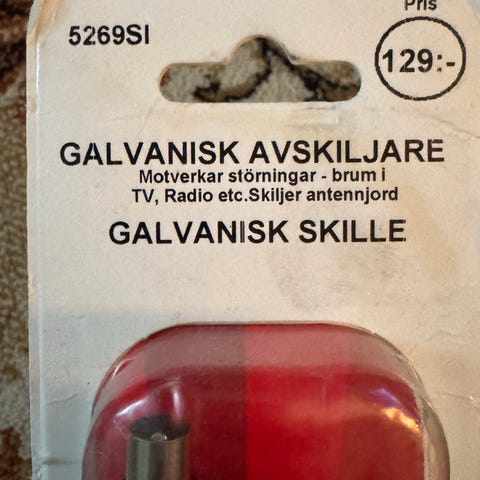 Pris
5269SI
129:-
GALVANISK AVSKILJARE
Motverkar störningar - brum i
TV, Radio etc.Skiljer antennjord
GALVANISK SKILLE